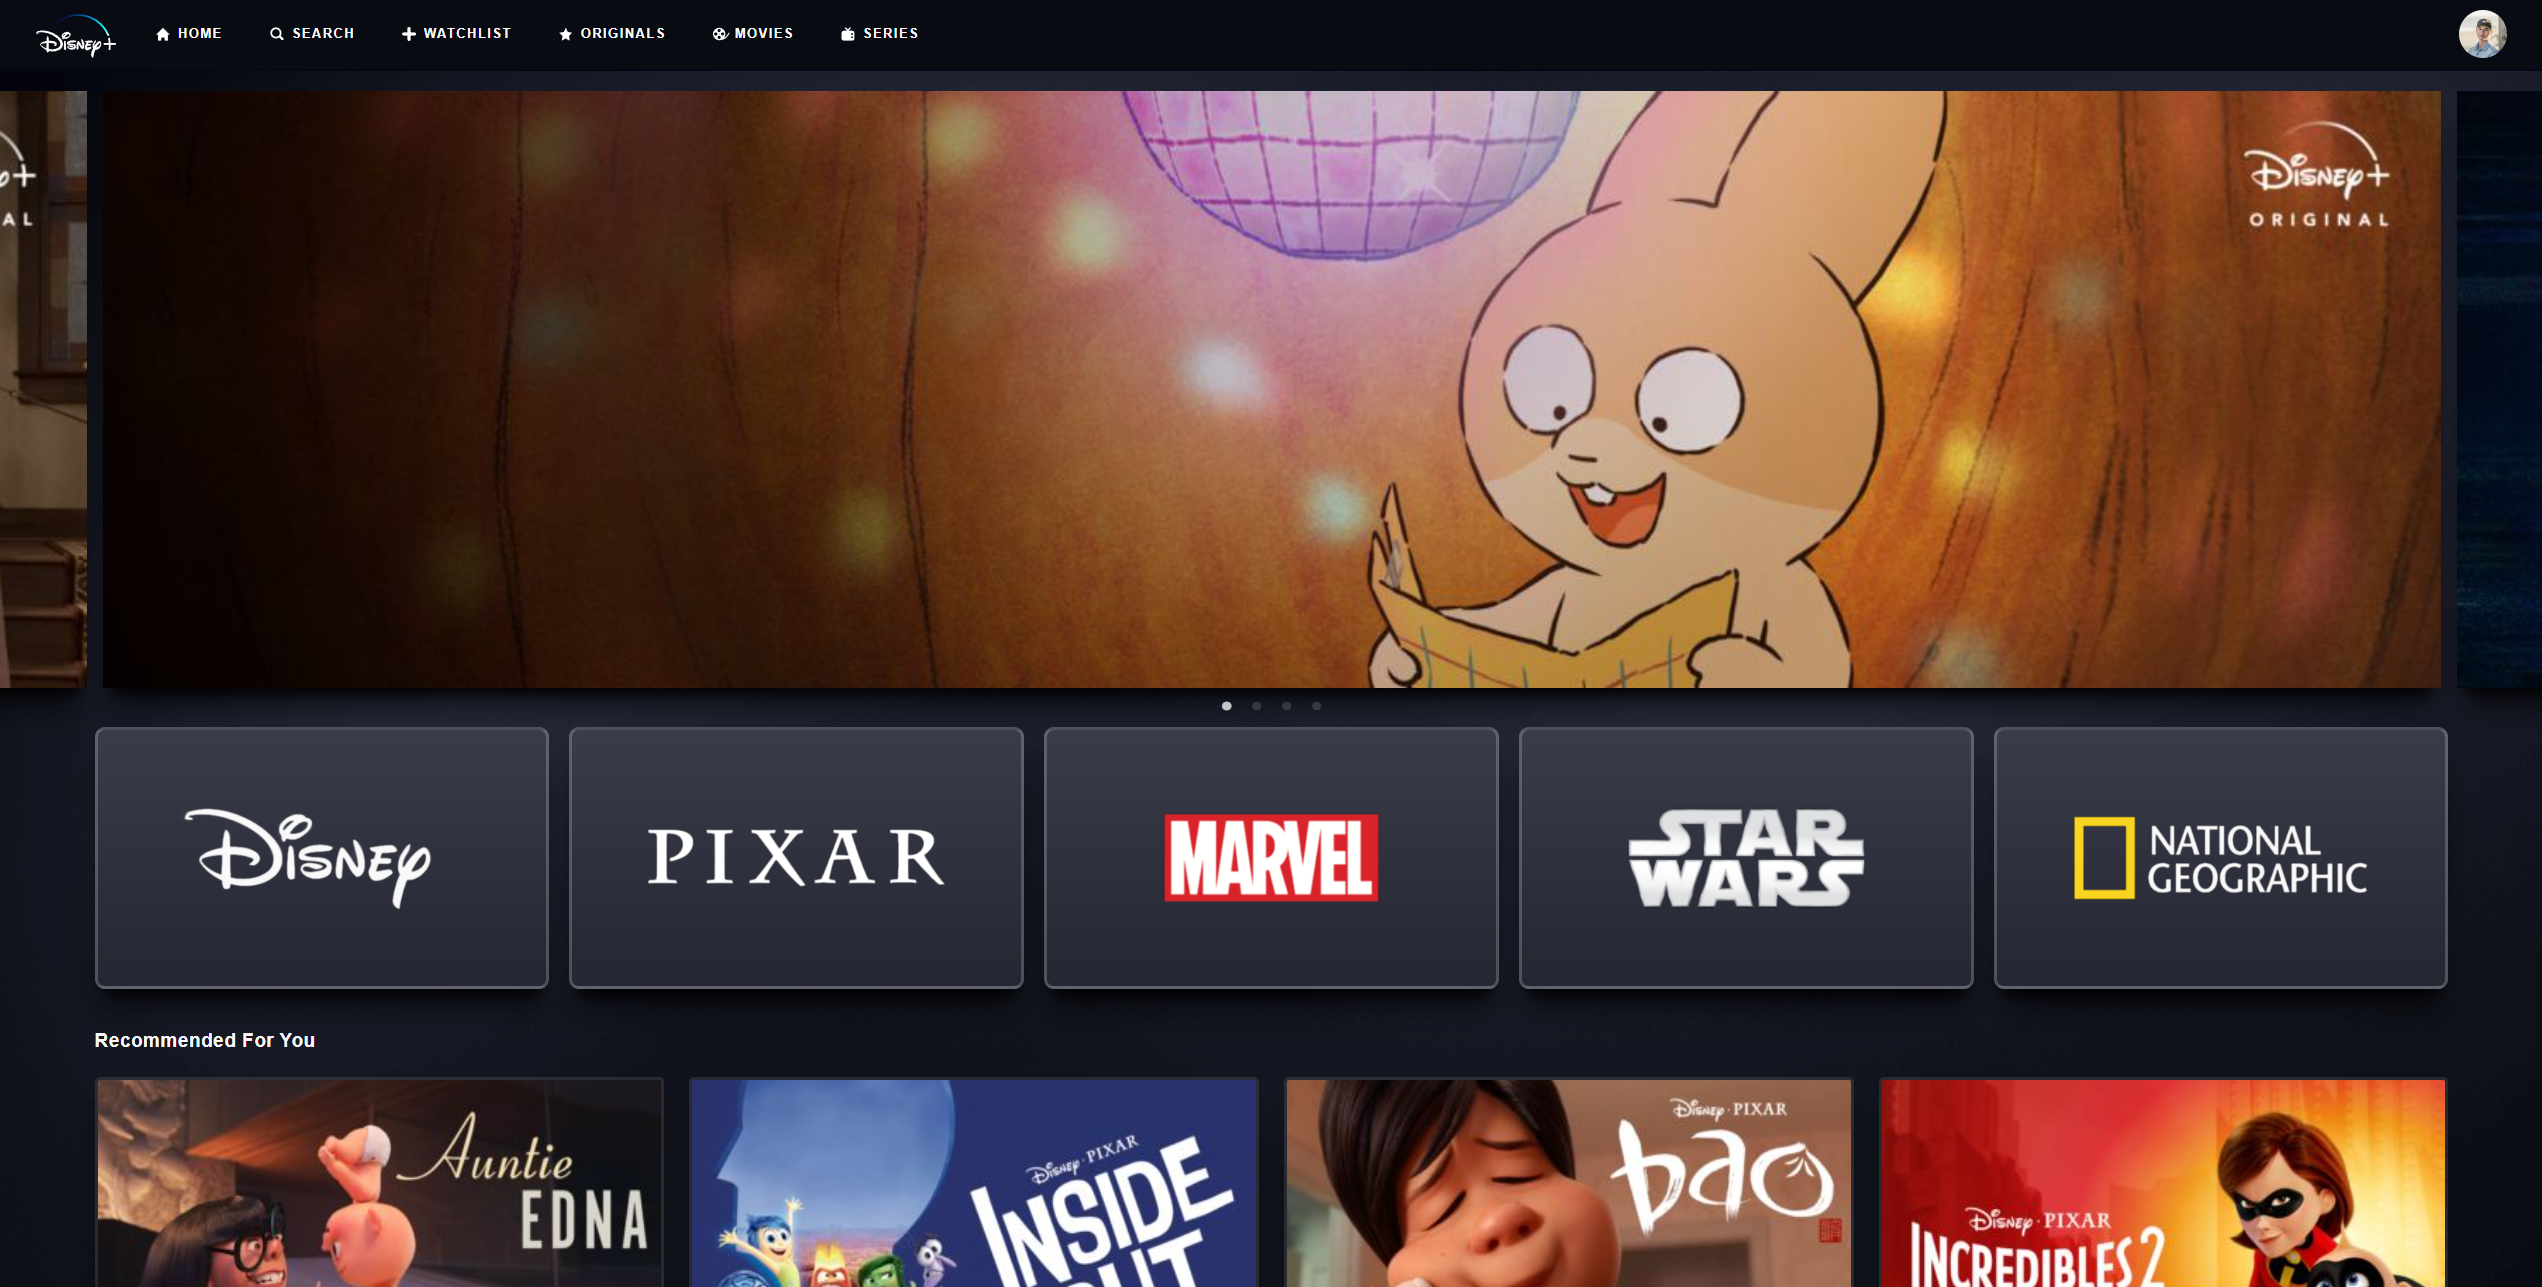 Disney+
HOME
SEARCH
WATCHLIST
ORIGINALS
MOVIES
SERIES
AL
Disney+
ORIGINAL
Disney
PIXAR
MARVEL
STAR
WARS
NATIONAL
GEOGRAPHIC
Recommended For You
Auntie
EDNA
Disney·PIXAR
INSIDE
OUT
Disney·PIXAR
bao
Disney·PIXAR
INCREDIBLES 2